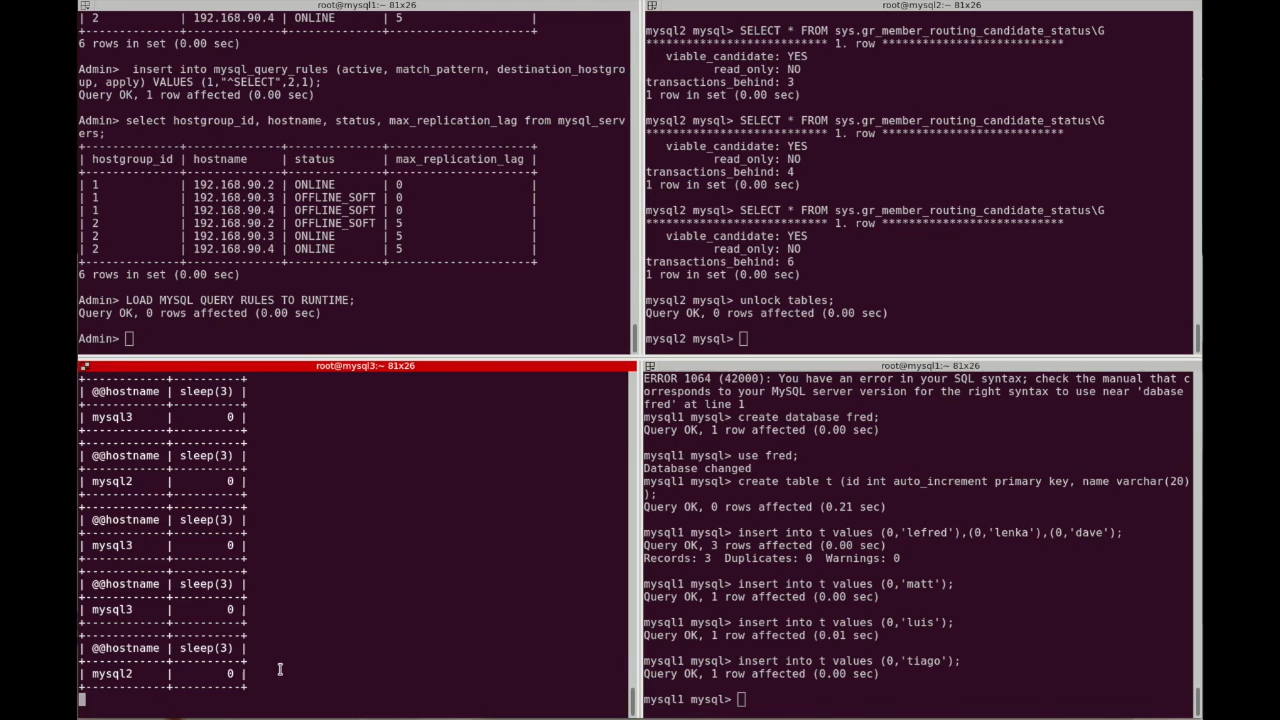 root@mysql1:~ 81x26
| 2           | 192.168.90.4 | ONLINE       | 5                   |
+-------------+--------------+--------------+---------------------+
6 rows in set (0.00 sec)
Admin>  insert into mysql_query_rules (active, match_pattern, destination_hostgro
up, apply) VALUES (1,"^SELECT",2,1);
Query OK, 1 row affected (0.00 sec)
Admin> select hostgroup_id, hostname, status, max_replication_lag from mysql_serv
ers;
+--------------+--------------+--------------+---------------------+
| hostgroup_id | hostname     | status       | max_replication_lag |
+--------------+--------------+--------------+---------------------+
| 1            | 192.168.90.2 | ONLINE       | 0                   |
| 1            | 192.168.90.3 | OFFLINE_SOFT | 0                   |
| 1            | 192.168.90.4 | OFFLINE_SOFT | 0                   |
| 2            | 192.168.90.2 | OFFLINE_SOFT | 5                   |
| 2            | 192.168.90.3 | ONLINE       | 5                   |
| 2            | 192.168.90.4 | ONLINE       | 5                   |
+--------------+--------------+--------------+---------------------+
6 rows in set (0.00 sec)
Admin> LOAD MYSQL QUERY RULES TO RUNTIME;
Query OK, 0 rows affected (0.00 sec)
Admin>
root@mysql2:~ 81x26
mysql2 mysql> SELECT * FROM sys.gr_member_routing_candidate_status\G
*************************** 1. row ***************************
viable_candidate: YES
read_only: NO
transactions_behind: 3
1 row in set (0.00 sec)
mysql2 mysql> SELECT * FROM sys.gr_member_routing_candidate_status\G
*************************** 1. row ***************************
viable_candidate: YES
read_only: NO
transactions_behind: 4
1 row in set (0.00 sec)
mysql2 mysql> SELECT * FROM sys.gr_member_routing_candidate_status\G
*************************** 1. row ***************************
viable_candidate: YES
read_only: NO
transactions_behind: 6
1 row in set (0.00 sec)
mysql2 mysql> unlock tables;
Query OK, 0 rows affected (0.00 sec)
mysql2 mysql>
root@mysql3:~ 81x26
+------------+----------+
| @@hostname | sleep(3) |
+------------+----------+
| mysql3     |        0 |
+------------+----------+
+------------+----------+
| @@hostname | sleep(3) |
+------------+----------+
| mysql2     |        0 |
+------------+----------+
+------------+----------+
| @@hostname | sleep(3) |
+------------+----------+
| mysql3     |        0 |
+------------+----------+
+------------+----------+
| @@hostname | sleep(3) |
+------------+----------+
| mysql3     |        0 |
+------------+----------+
+------------+----------+
| @@hostname | sleep(3) |
+------------+----------+
| mysql2     |        0 |
+------------+----------+
root@mysql1:~ 81x26
ERROR 1064 (42000): You have an error in your SQL syntax; check the manual that c
orresponds to your MySQL server version for the right syntax to use near 'dabase
fred' at line 1
mysql1 mysql> create database fred;
Query OK, 1 row affected (0.00 sec)
mysql1 mysql> use fred;
Database changed
mysql1 mysql> create table t (id int auto_increment primary key, name varchar(20)
);
Query OK, 0 rows affected (0.21 sec)
mysql1 mysql> insert into t values (0,'lefred'),(0,'lenka'),(0,'dave');
Query OK, 3 rows affected (0.00 sec)
Records: 3  Duplicates: 0  Warnings: 0
mysql1 mysql> insert into t values (0,'matt');
Query OK, 1 row affected (0.00 sec)
mysql1 mysql> insert into t values (0,'luis');
Query OK, 1 row affected (0.01 sec)
mysql1 mysql> insert into t values (0,'tiago');
Query OK, 1 row affected (0.00 sec)
mysql1 mysql>